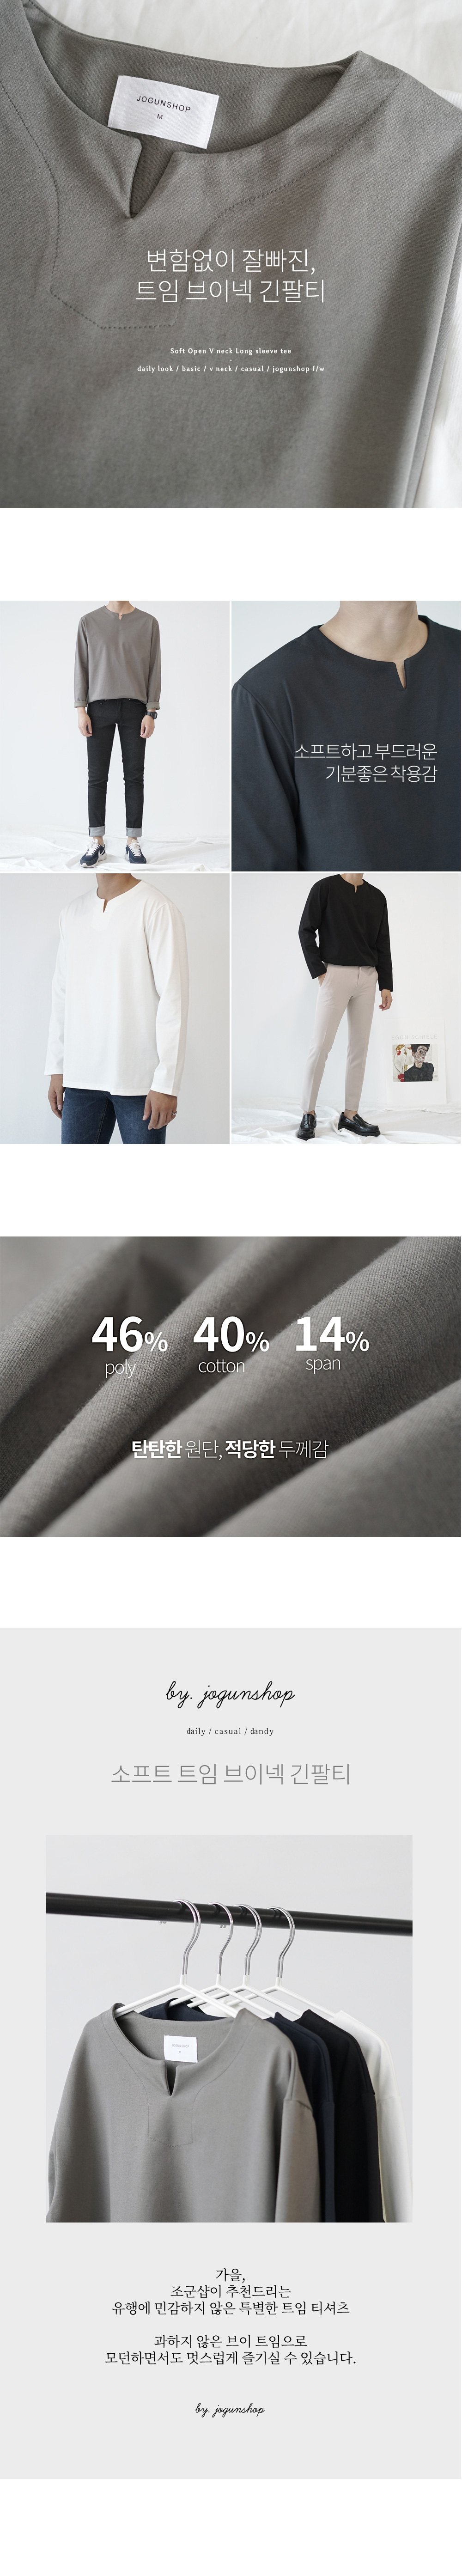 JOGUNSHOP
M
변함없이 잘빠진,
트임 브이넥 긴팔티
Soft Open V neck Long sleeve tee
daily look / basic / v neck / casual / jogunshop f/w
소프트하고 부드러운
기분좋은 착용감
46% 40% 14%
poly cotton span
탄탄한 원단, 적당한 두께감
by. jogunshop
daily / casual / dandy
소프트 트임 브이넥 긴팔티
가을,
조군샵이 추천드리는
유행에 민감하지 않은 특별한 트임 티셔츠
과하지 않은 브이 트임으로
모던하면서도 멋스럽게 즐기실 수 있습니다.
by. jogunshop